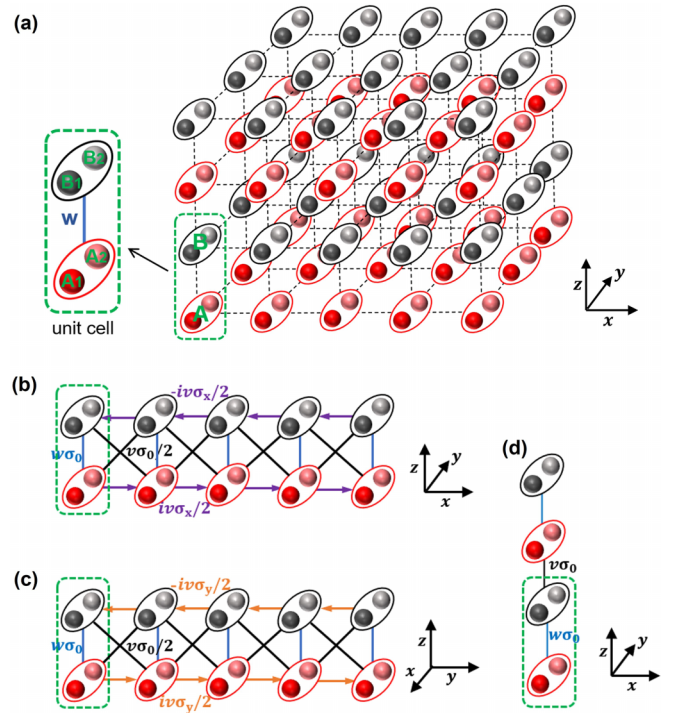 (a)
B2
B1
w
A2
A1
unit cell
B
A
z
y
x
(b)
-ivσx/2
wσ0
vσ0/2
ivσx/2
z
y
x
(c)
-ivσy/2
wσ0
vσ0/2
ivσy/2
z
x
y
(d)
vσ0
wσ0
z
y
x